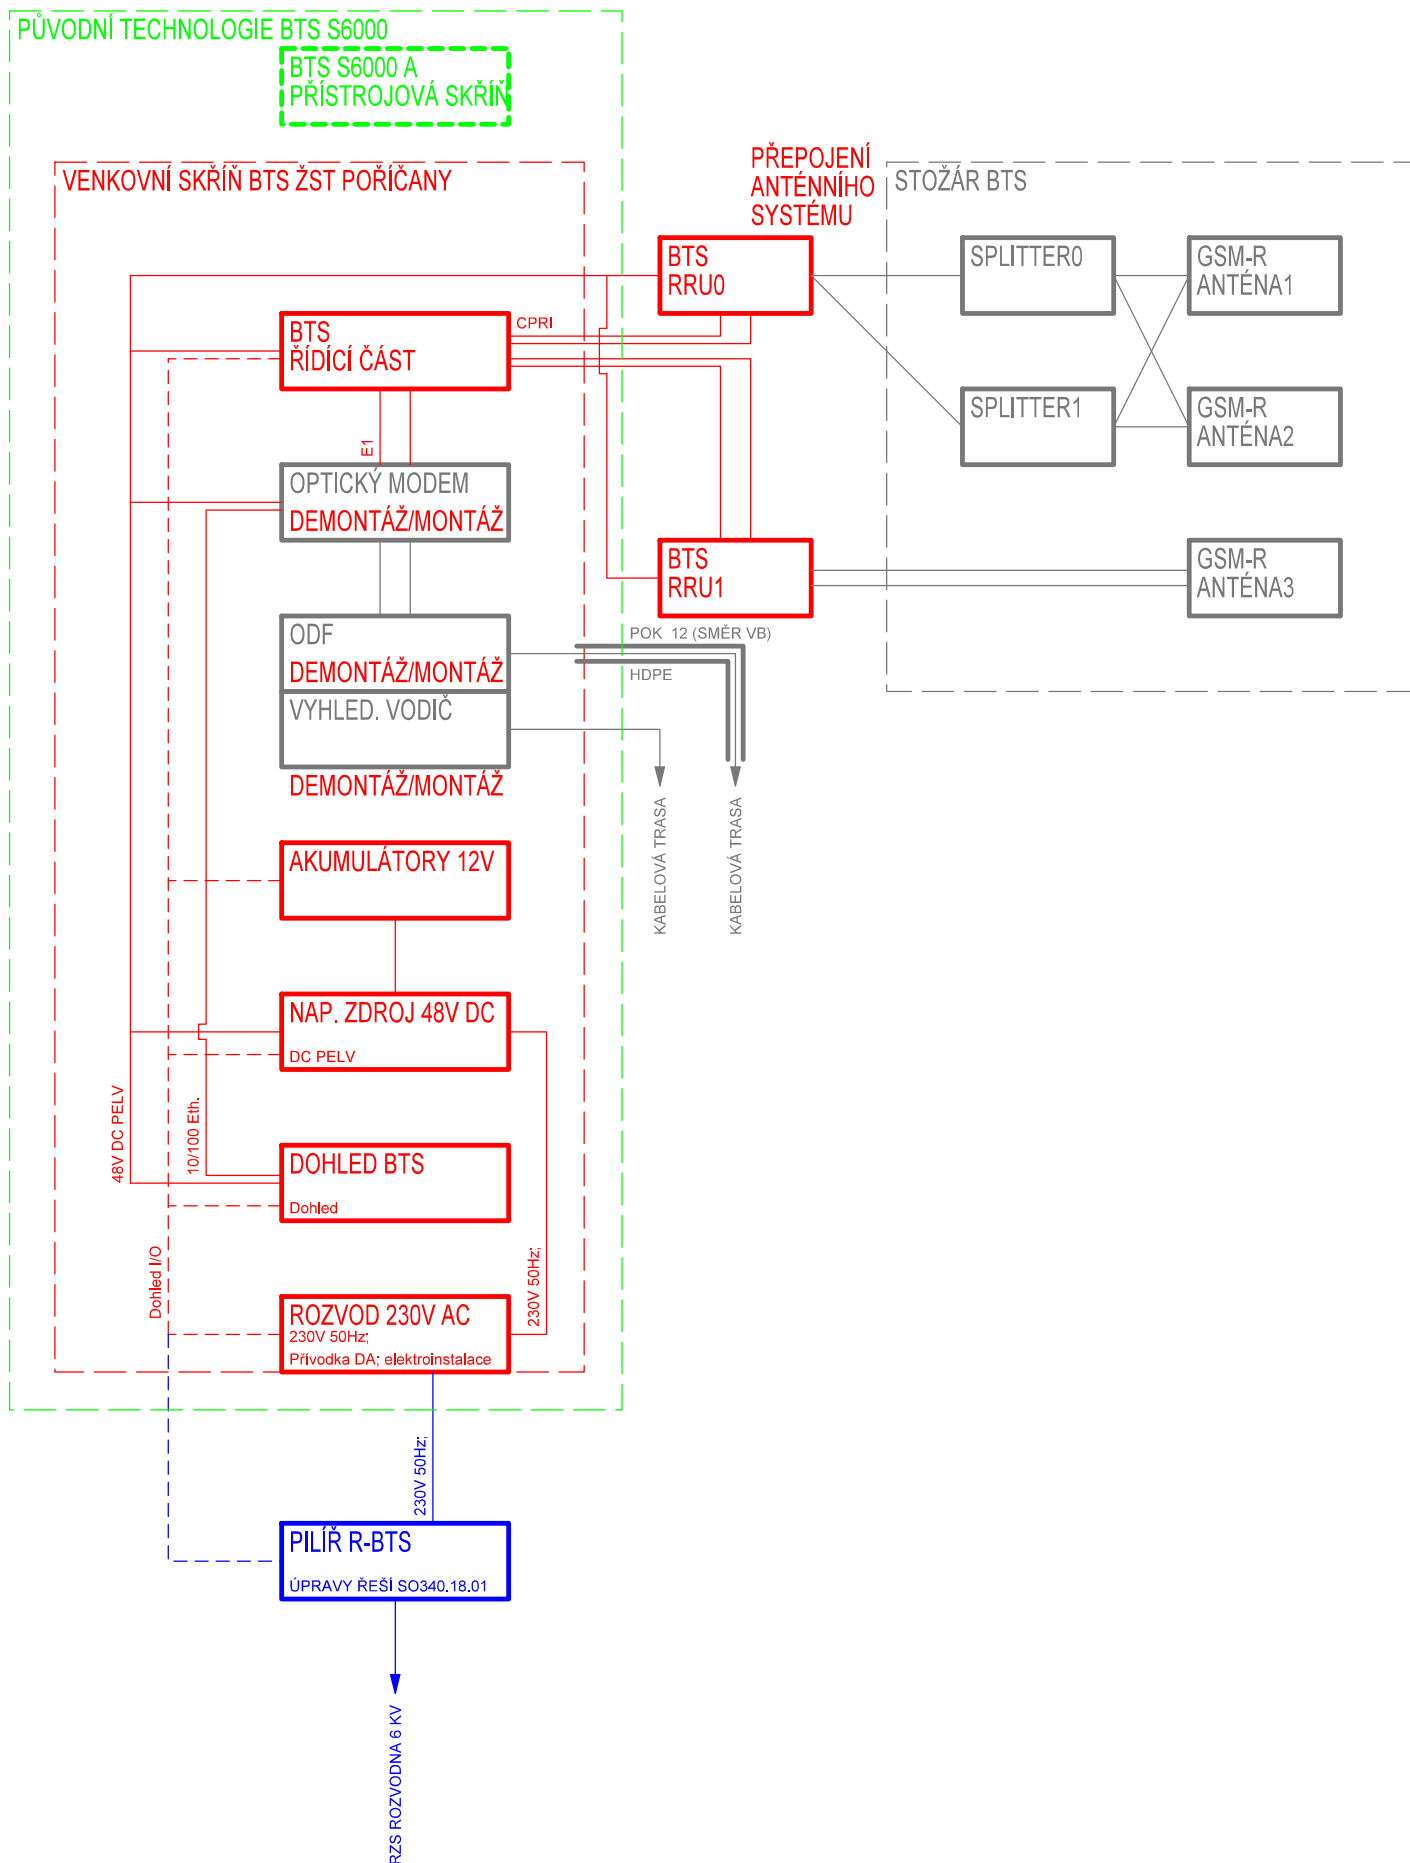 PŮVODNÍ TECHNOLOGIE BTS S6000
BTS S6000 A
PŘÍSTROJOVÁ SKŘÍŇ
VENKOVNÍ SKŘÍŇ BTS ŽST POŘÍČANY
PŘEPOJENÍ
ANTÉNNÍHO
SYSTÉMU
STOŽÁR BTS
BTS
RRU0
SPLITTER0
GSM-R
ANTÉNA1
BTS
ŘÍDÍCÍ ČÁST
CPRI
SPLITTER1
GSM-R
ANTÉNA2
E1
OPTICKÝ MODEM
DEMONTÁŽ/MONTÁŽ
BTS
RRU1
GSM-R
ANTÉNA3
ODF
DEMONTÁŽ/MONTÁŽ
POK 12 (SMĚR VB)
HDPE
VYHLED. VODIČ
DEMONTÁŽ/MONTÁŽ
KABELOVÁ TRASA
KABELOVÁ TRASA
AKUMULÁTORY 12V
NAP. ZDROJ 48V DC
DC PELV
48V DC PELV
10/100 Eth.
DOHLED BTS
Dohled
Dohled I/O
230V 50Hz;
ROZVOD 230V AC
230V 50Hz;
Přívodka DA; elektroinstalace
230V 50Hz;
PILÍŘ R-BTS
ÚPRAVY ŘEŠÍ SO340.18.01
RZS ROZVODNA 6 KV